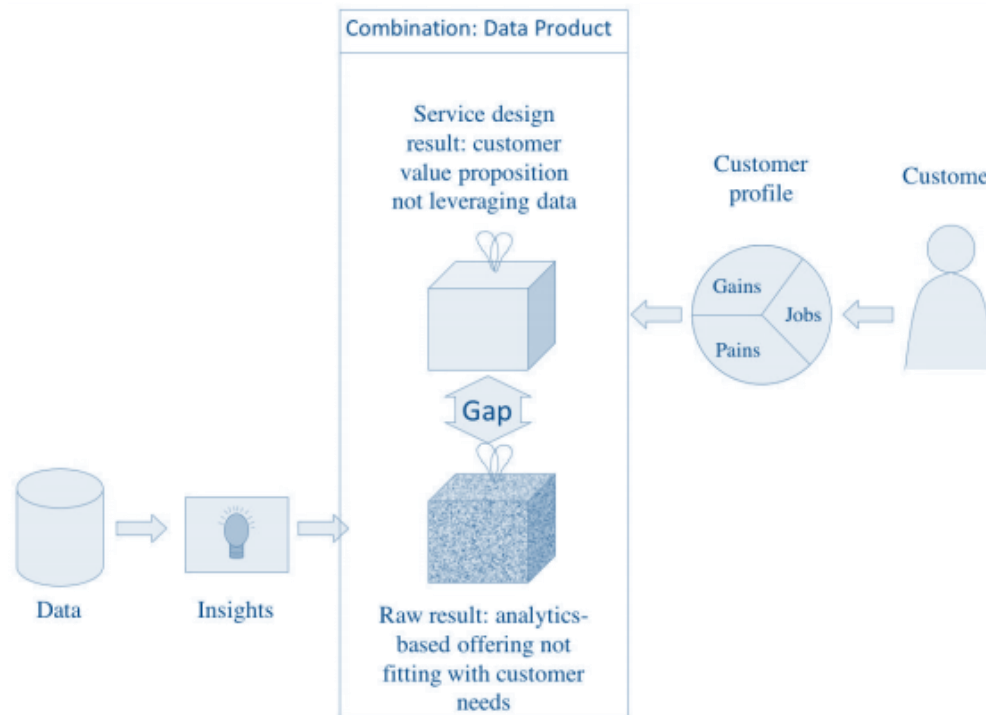 Combination: Data Product
Service design
result: customer
value proposition
not leveraging data
Customer
profile
Custome
Gains
Jobs
Pains
Gap
Data
Insights
Raw result: analytics-
based offering not
fitting with customer
needs